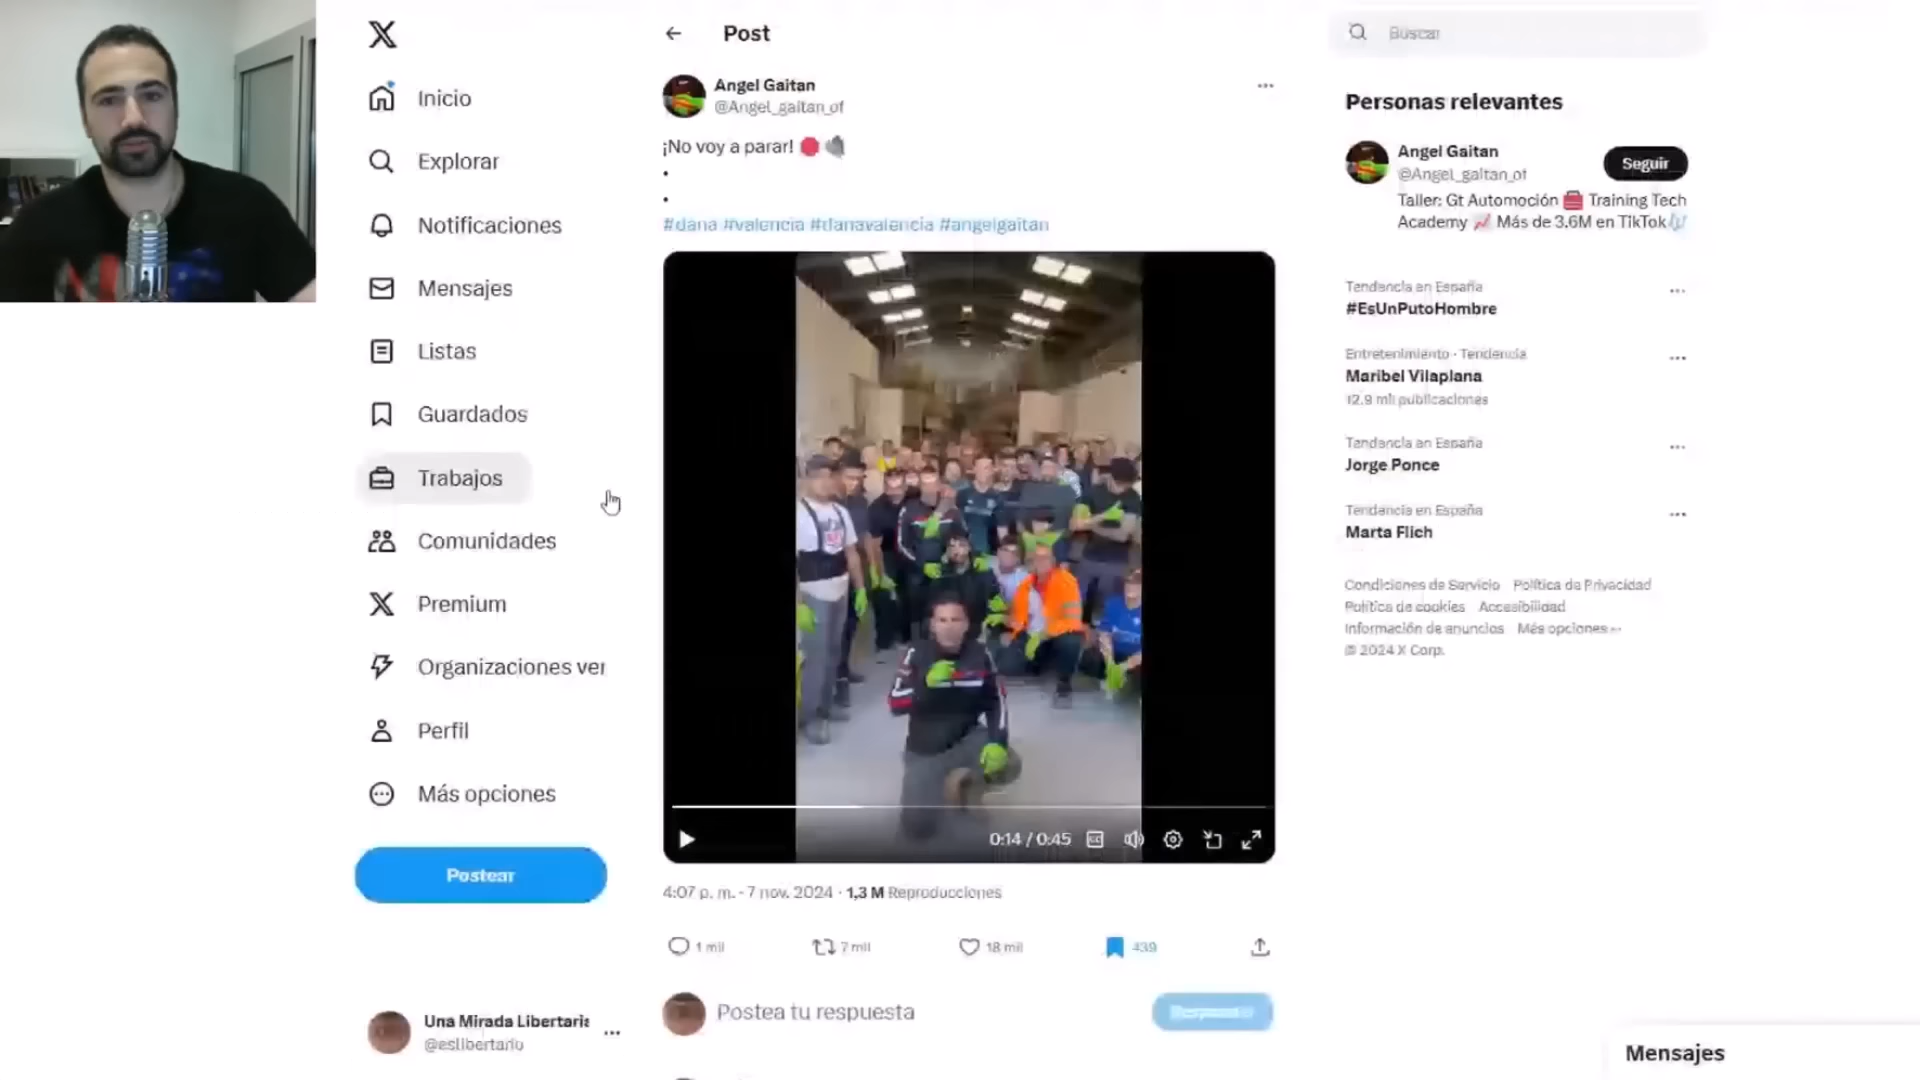 Inicio
Explorar
Notificaciones
Mensajes
Listas
Guardados
Trabajos
Comunidades
Premium
Organizaciones ver
Perfil
Más opciones
Postear
Una Mirada Libertaria
@eslibertario
Post
Angel Gaitan
@Angel_gaitan_of
¡No voy a parar!
•
•
#dana #valencia #danavalencia #angelgaitan
0:14 / 0:45
4:07 p. m. · 7 nov. 2024 · 1,3 M Reproducciones
1 mil
7 mil
18 mil
439
Postea tu respuesta
Buscar
Personas relevantes
Angel Gaitan
@Angel_gaitan_of
Seguir
Taller: Gt Automoción Training Tech
Academy Más de 3.6M en TikTok
Tendencia en España
#EsUnPutoHombre
Entretenimiento · Tendencia
Maribel Vilaplana
12.9 mil publicaciones
Tendencia en España
Jorge Ponce
Tendencia en España
Marta Flich
Condiciones de Servicio Política de Privacidad
Política de cookies Accesibilidad
Información de anuncios Más opciones ···
© 2024 X Corp.
Mensajes